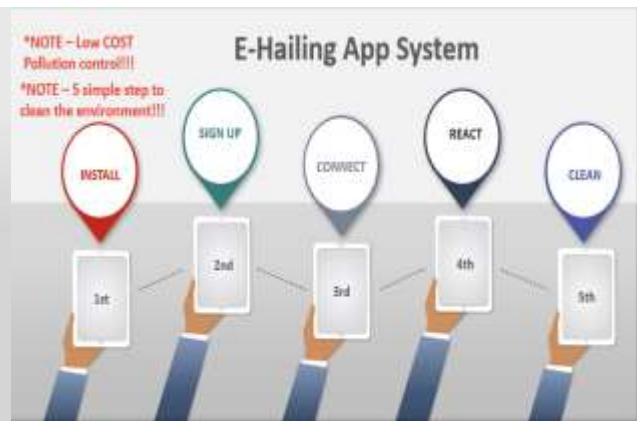 *NOTE – Low COST
Pollution control!!!
*NOTE – 5 simple step to
clean the environment!!!
E-Hailing App System
INSTALL
SIGN UP
CONNECT
REACT
CLEAN
1st
2nd
3rd
4th
5th